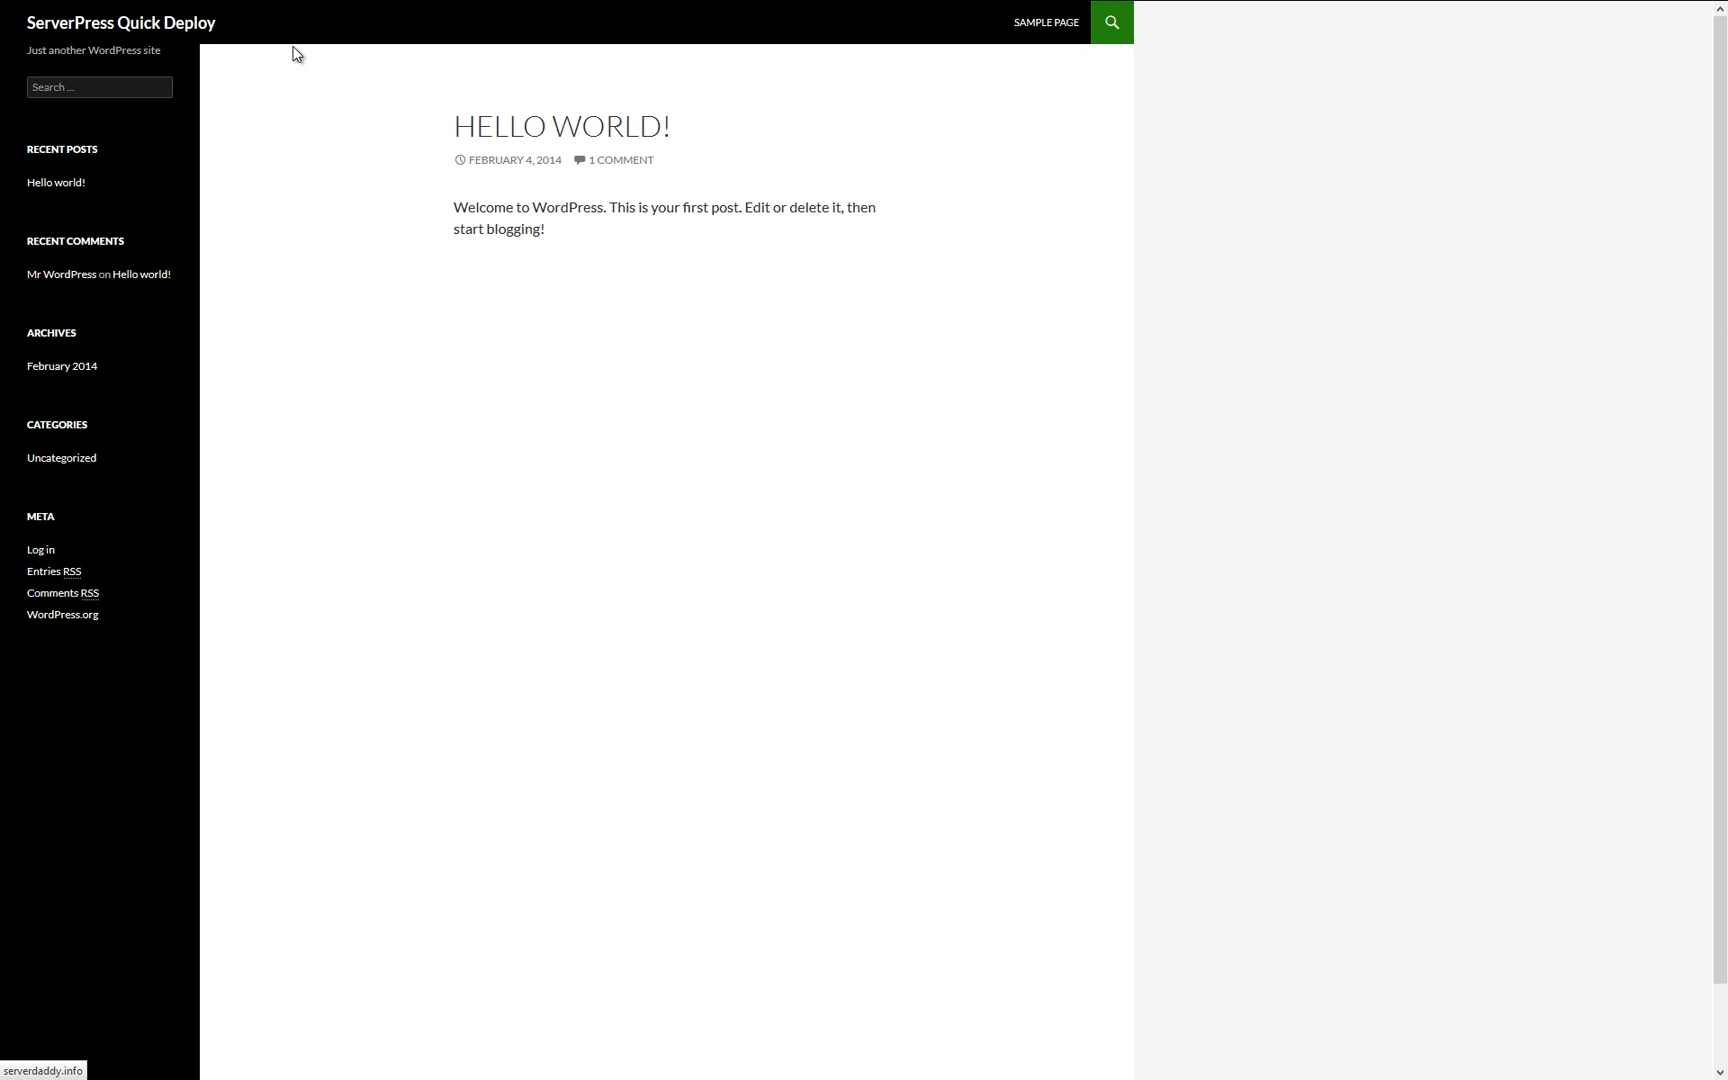 ServerPress Quick Deploy
SAMPLE PAGE
Just another WordPress site
Search ...
RECENT POSTS
Hello world!
RECENT COMMENTS
Mr WordPress on Hello world!
ARCHIVES
February 2014
CATEGORIES
Uncategorized
META
Log in
Entries RSS
Comments RSS
WordPress.org
HELLO WORLD!
FEBRUARY 4, 2014 1 COMMENT
Welcome to WordPress. This is your first post. Edit or delete it, then
start blogging!
serverdaddy.info